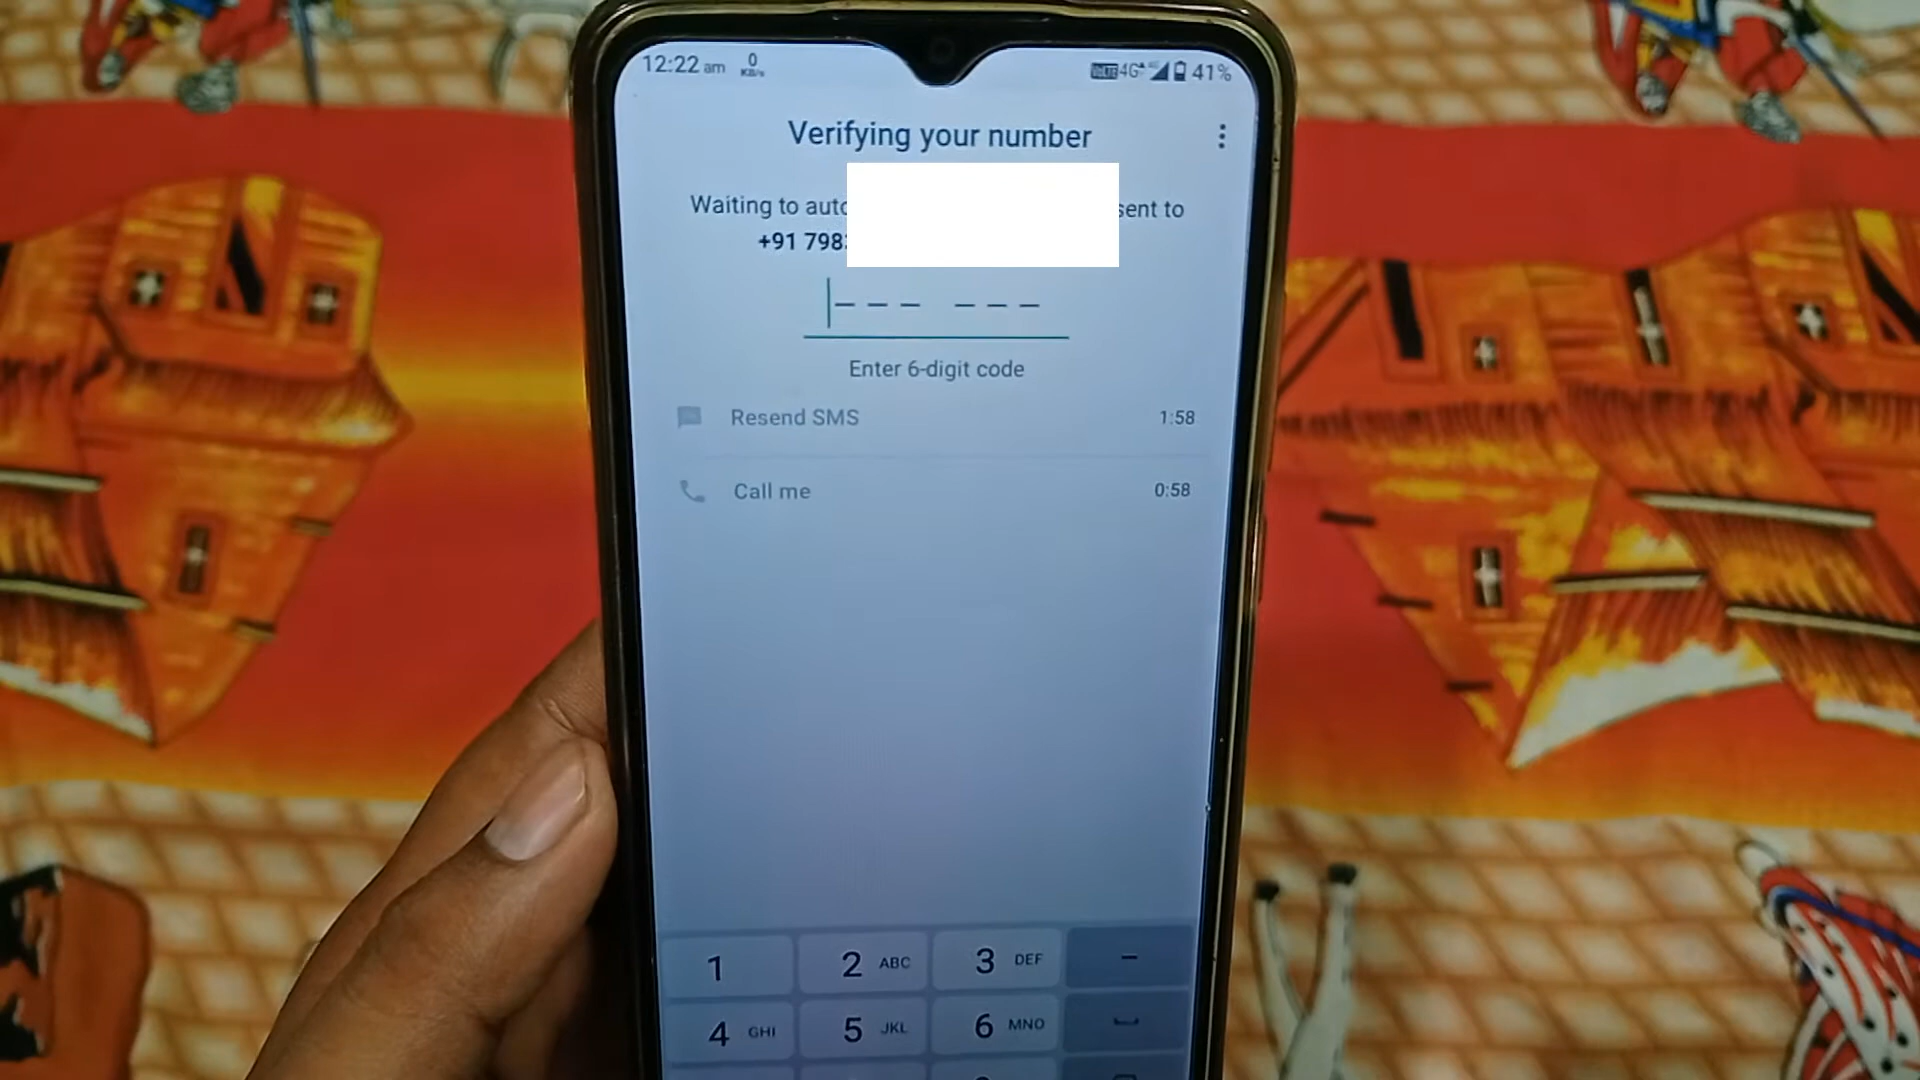 12:22 am 0 KB/s VoLTE 4G+ 4G 41%
Verifying your number
Waiting to auto sent to
+91 798
Enter 6-digit code
Resend SMS 1:58
Call me 0:58
1 2 ABC 3 DEF –
4 GHI 5 JKL 6 MNO